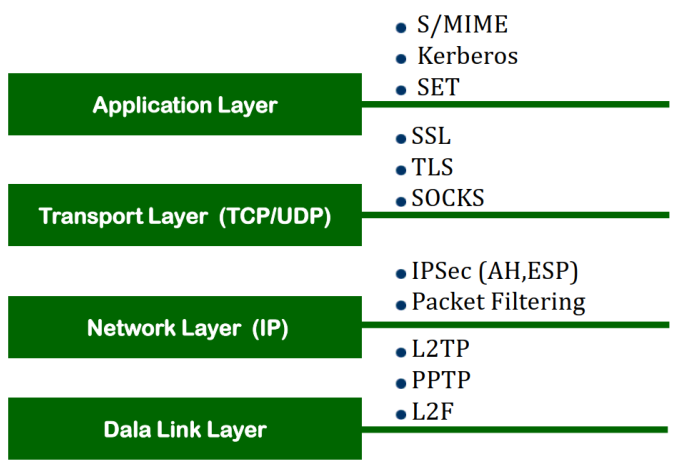 S/MIME
Kerberos
SET
Application Layer
SSL
TLS
SOCKS
Transport Layer (TCP/UDP)
IPSec (AH,ESP)
Packet Filtering
Network Layer (IP)
L2TP
PPTP
L2F
Dala Link Layer